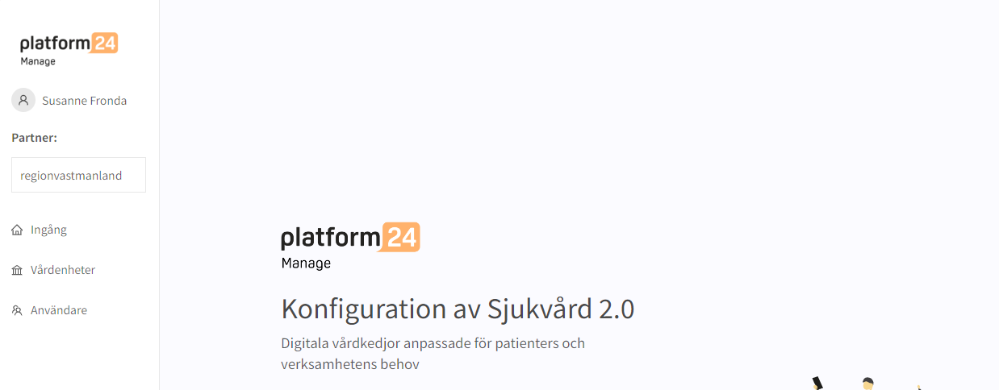 platform24
Manage
Susanne Fronda
Partner:
regionvastmanland
Ingång
Vårdenheter
Användare
platform24
Manage
Konfiguration av Sjukvård 2.0
Digitala vårdkedjor anpassade för patienters och
verksamhetens behov